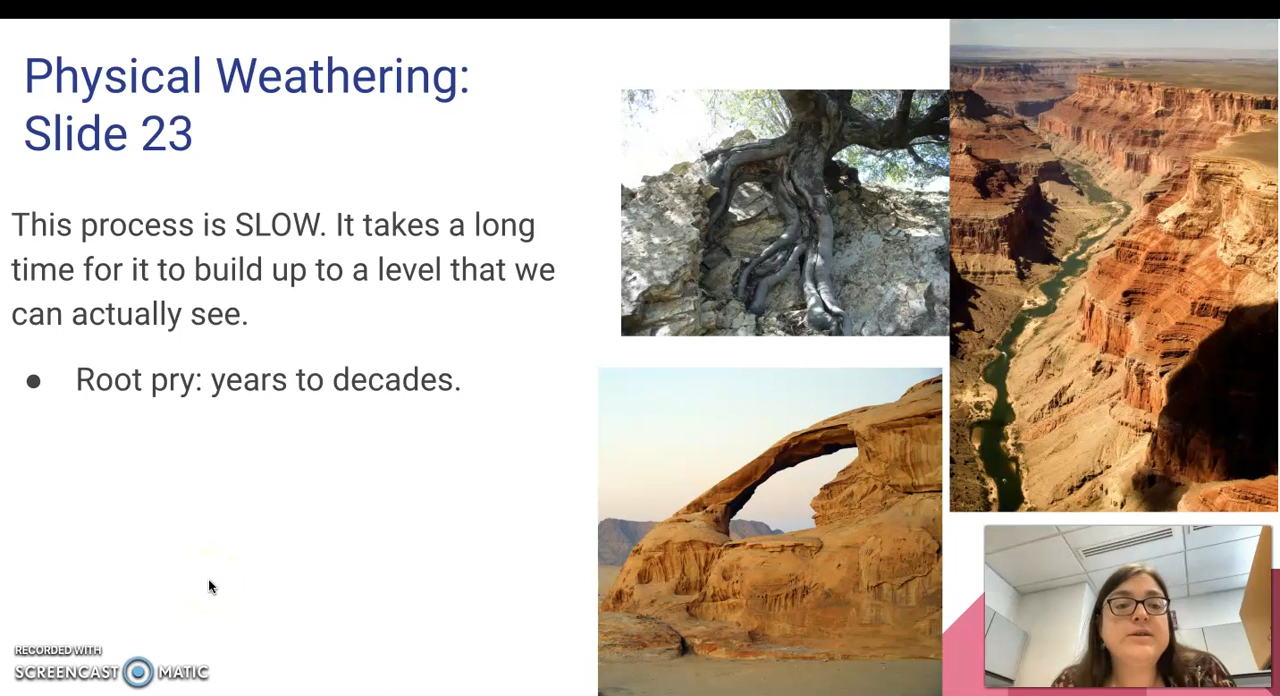 Physical Weathering:
Slide 23
This process is SLOW. It takes a long
time for it to build up to a level that we
can actually see.
● Root pry: years to decades.
RECORDED WITH
SCREENCAST MATIC